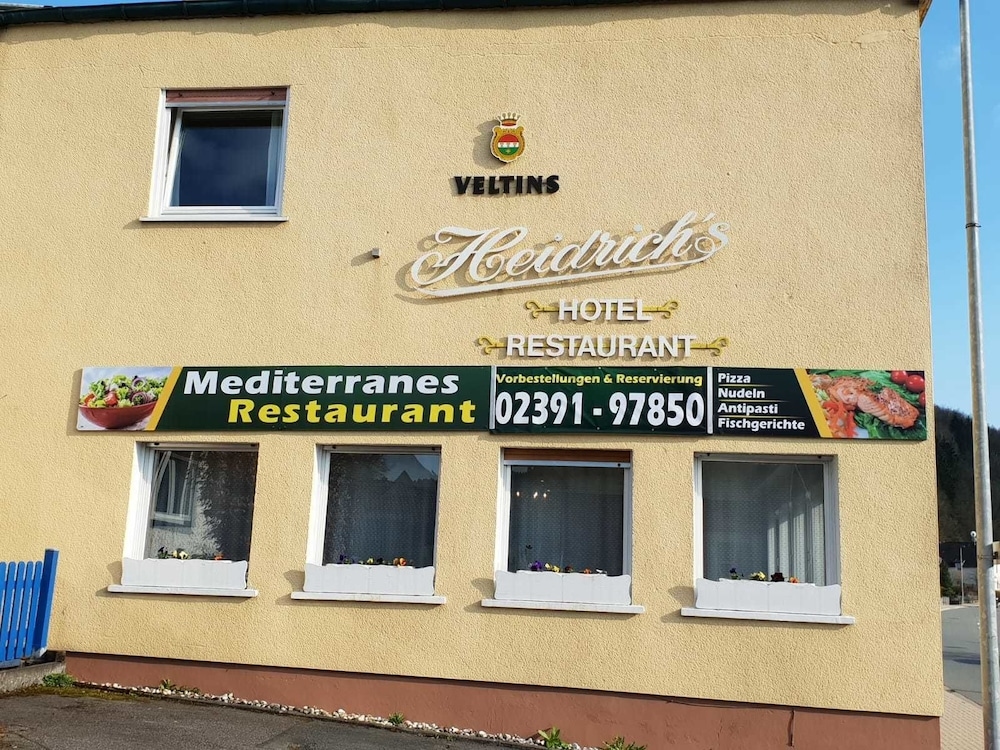 VELTINS
Heidrich's
HOTEL
RESTAURANT
Mediterranes
Restaurant
Vorbestellungen & Reservierung
02391 - 97850
Pizza
Nudeln
Antipasti
Fischgerichte